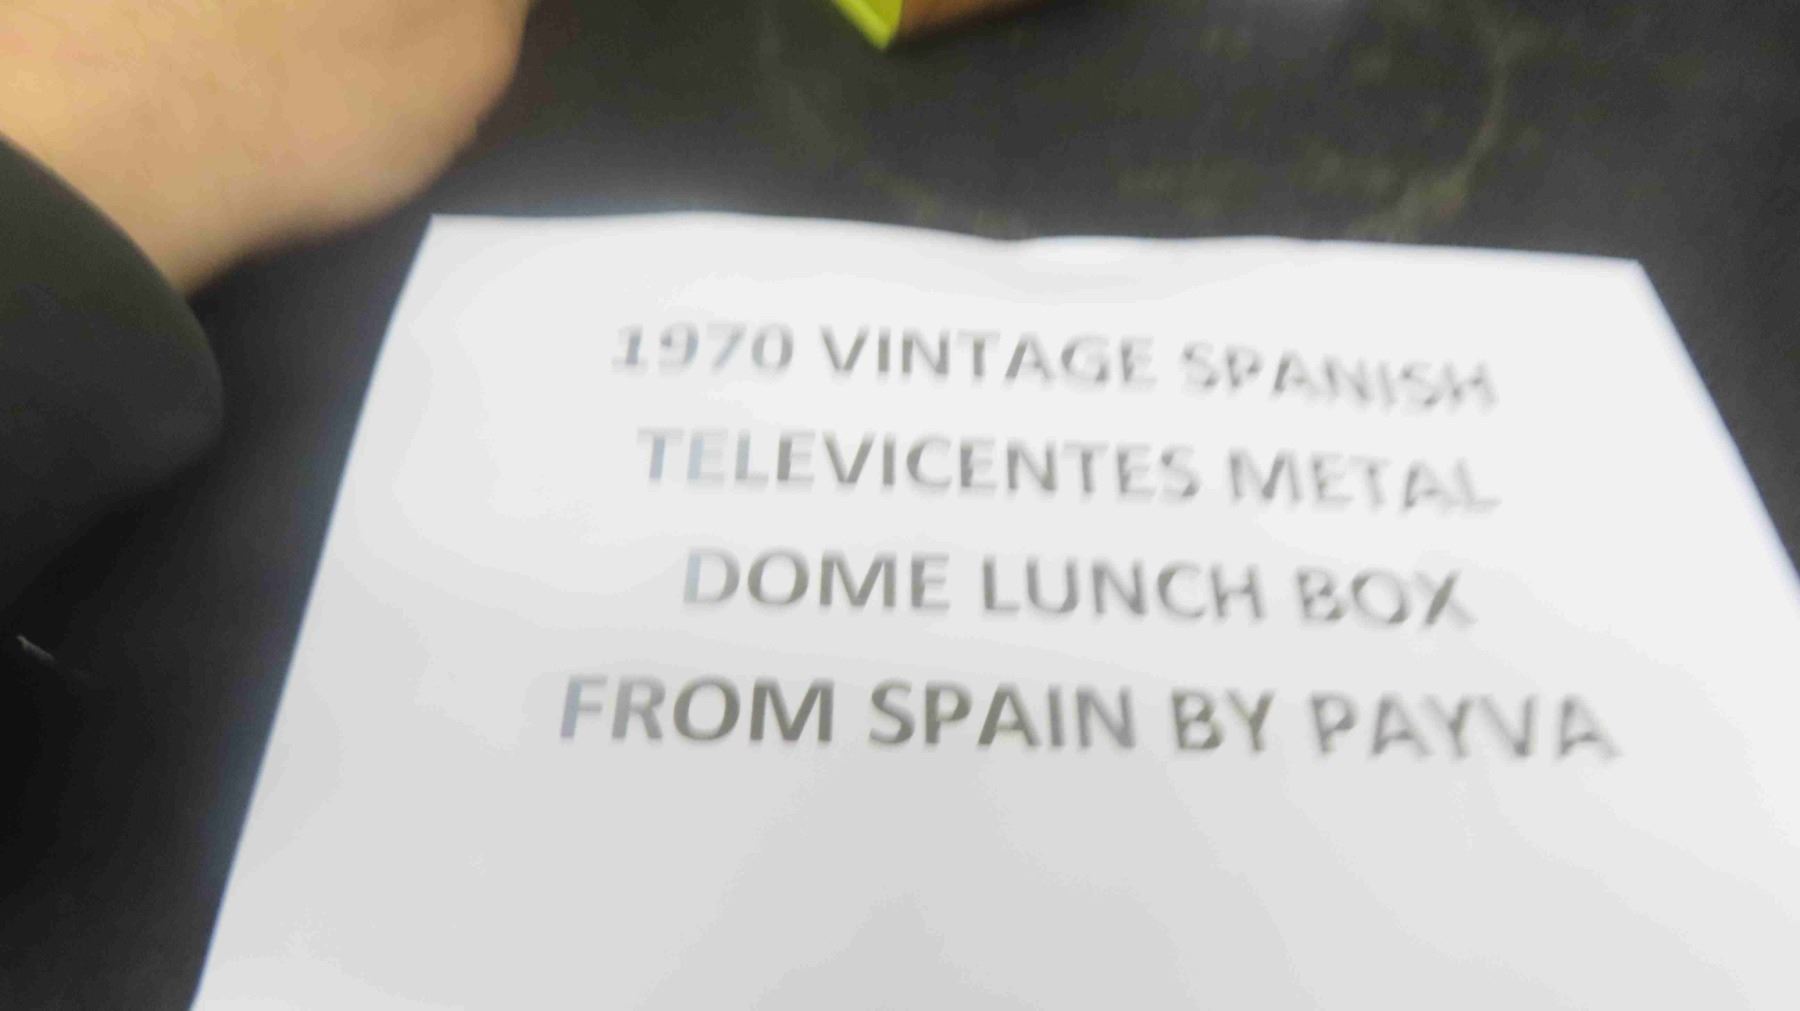 1970 VINTAGE SPANISH
TELEVICENTES METAL
DOME LUNCH BOX
FROM SPAIN BY PAYVA